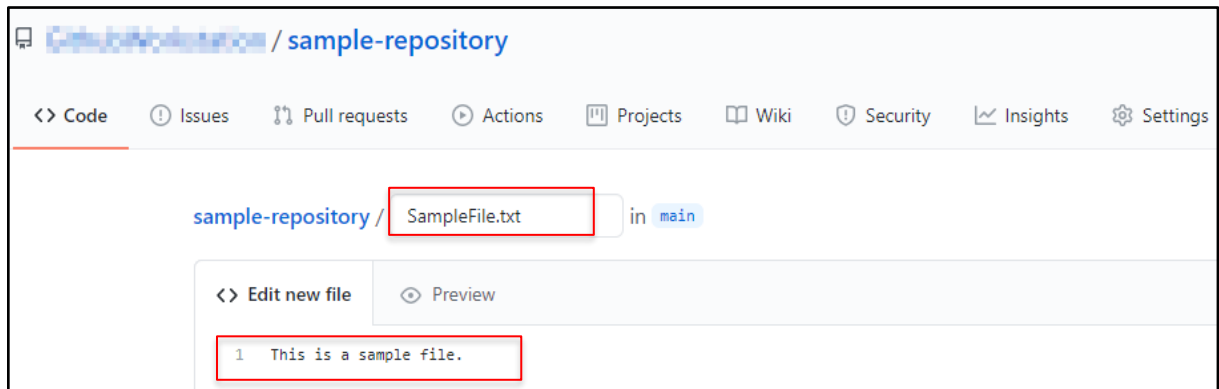 / sample-repository
<> Code Issues Pull requests Actions Projects Wiki Security Insights Settings
sample-repository / SampleFile.txt in main
<> Edit new file Preview
1 This is a sample file.